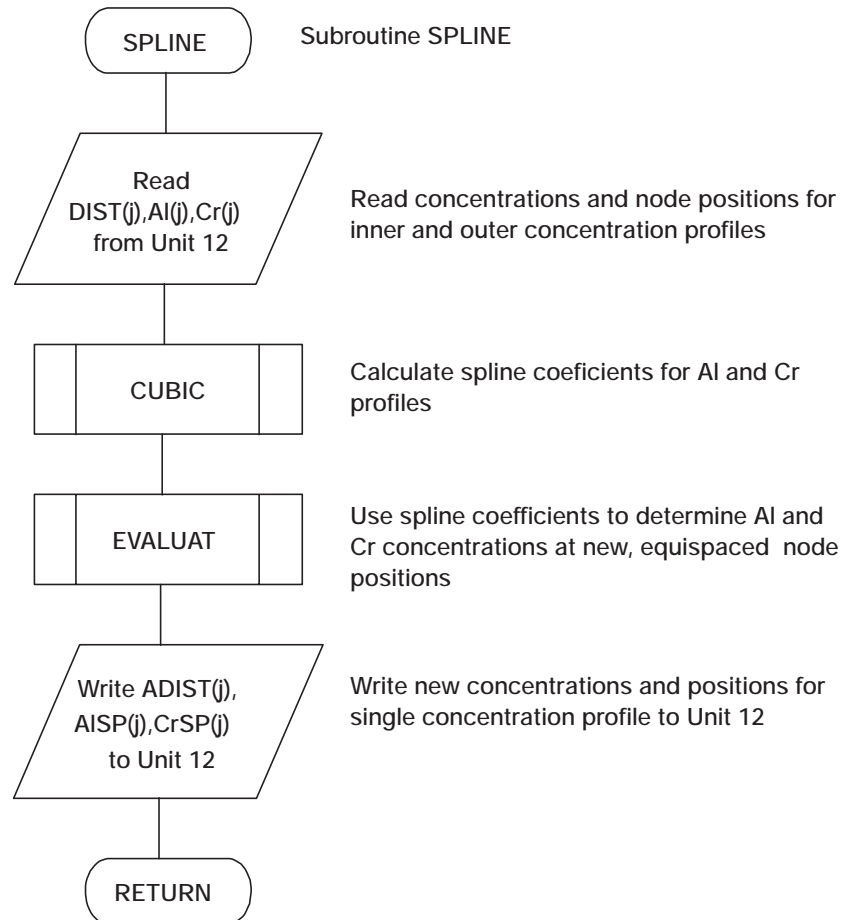 SPLINE
Subroutine SPLINE
Read
DIST(j),Al(j),Cr(j)
from Unit 12
Read concentrations and node positions for
inner and outer concentration profiles
CUBIC
Calculate spline coeficients for Al and Cr
profiles
EVALUAT
Use spline coefficients to determine Al and
Cr concentrations at new, equispaced node
positions
Write ADIST(j),
AlSP(j),CrSP(j)
to Unit 12
Write new concentrations and positions for
single concentration profile to Unit 12
RETURN